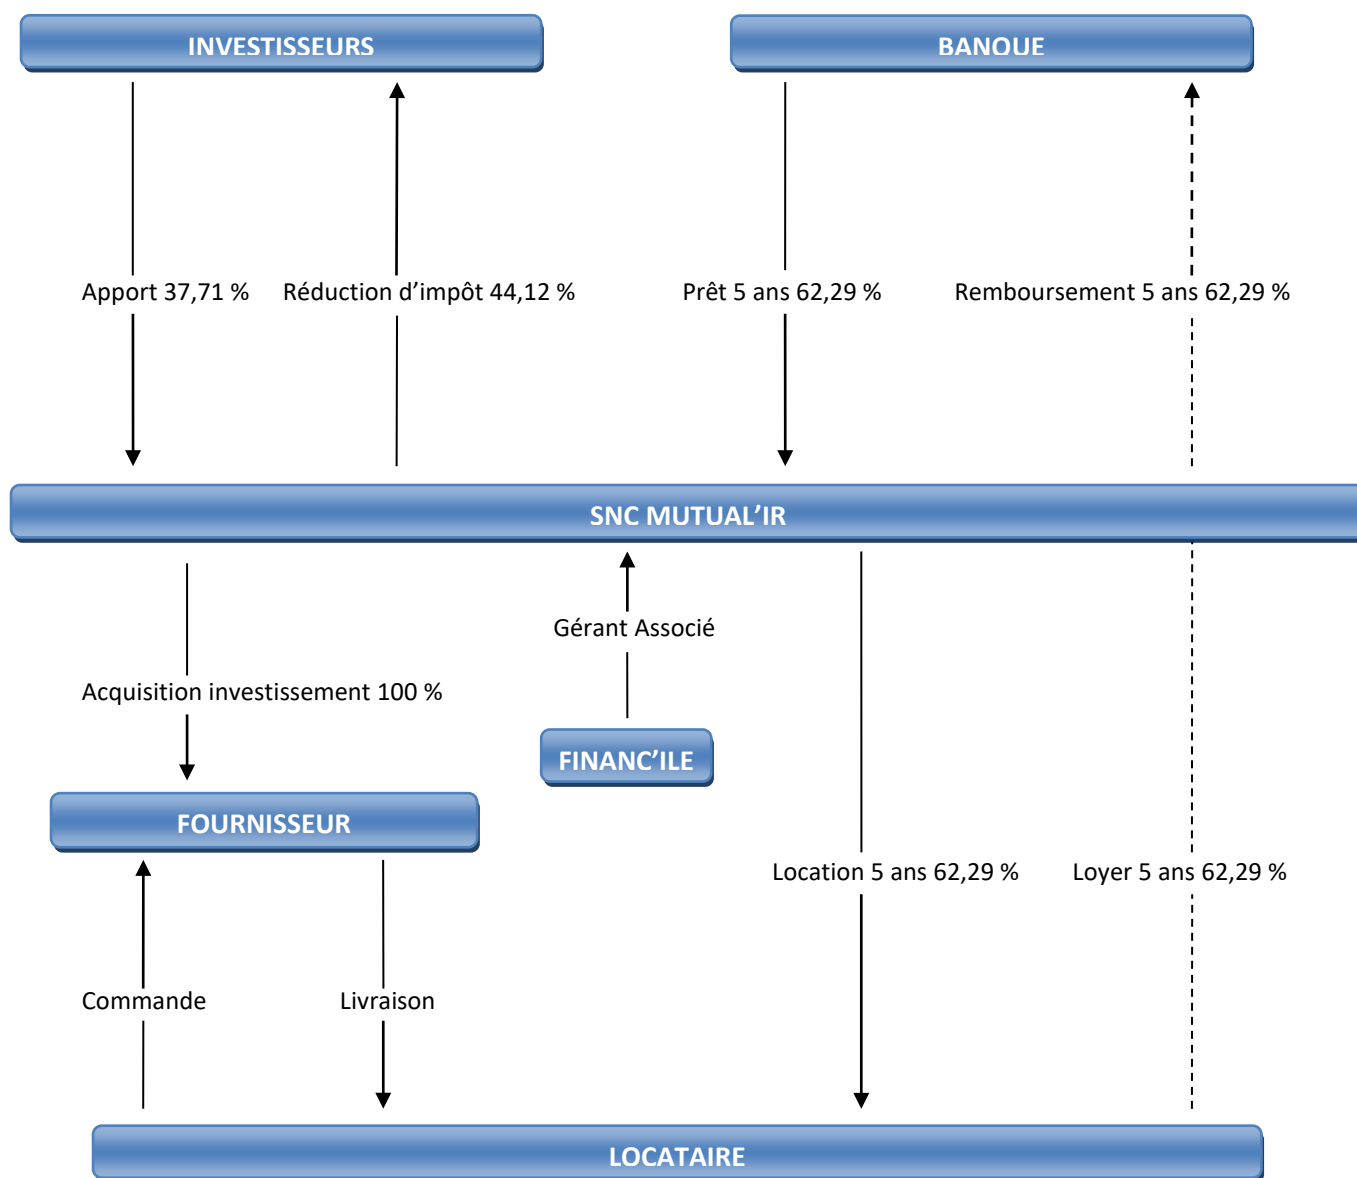 INVESTISSEURS
BANQUE
Apport 37,71 %
Réduction d’impôt 44,12 %
Prêt 5 ans 62,29 %
Remboursement 5 ans 62,29 %
SNC MUTUAL’IR
Gérant Associé
Acquisition investissement 100 %
FINANC’ILE
FOURNISSEUR
Location 5 ans 62,29 %
Loyer 5 ans 62,29 %
Commande
Livraison
LOCATAIRE